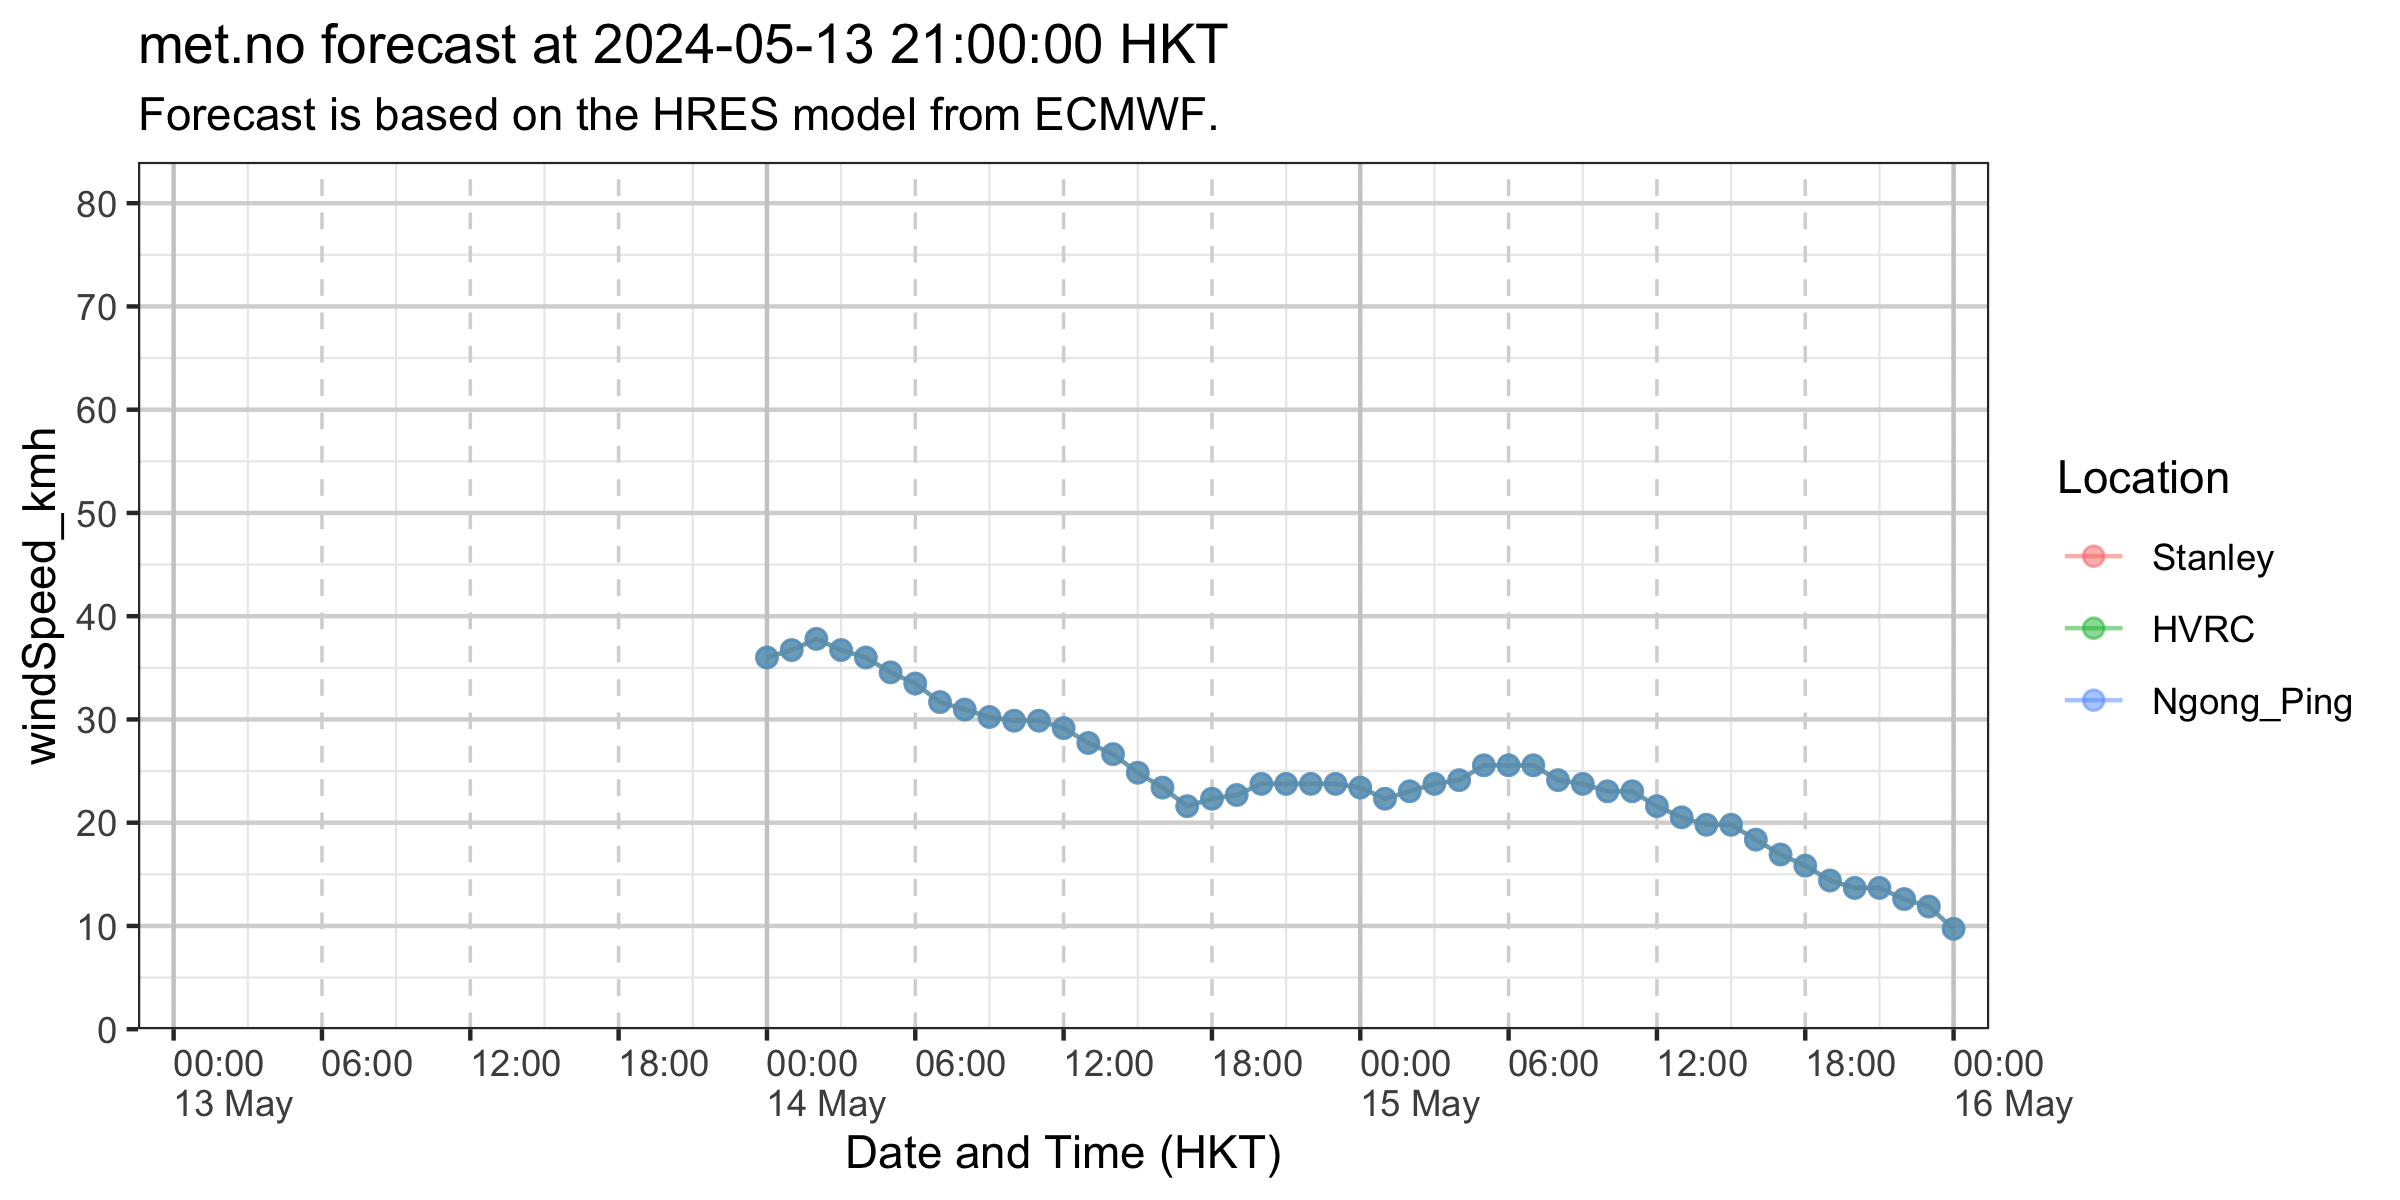 met.no forecast at 2024-05-13 21:00:00 HKT
Forecast is based on the HRES model from ECMWF.
windSpeed_kmh
80
70
60
50
40
30
20
10
0
00:00 06:00 12:00 18:00 00:00 06:00 12:00 18:00 00:00 06:00 12:00 18:00 00:00
13 May 14 May 15 May 16 May
Date and Time (HKT)
Location
Stanley
HVRC
Ngong_Ping